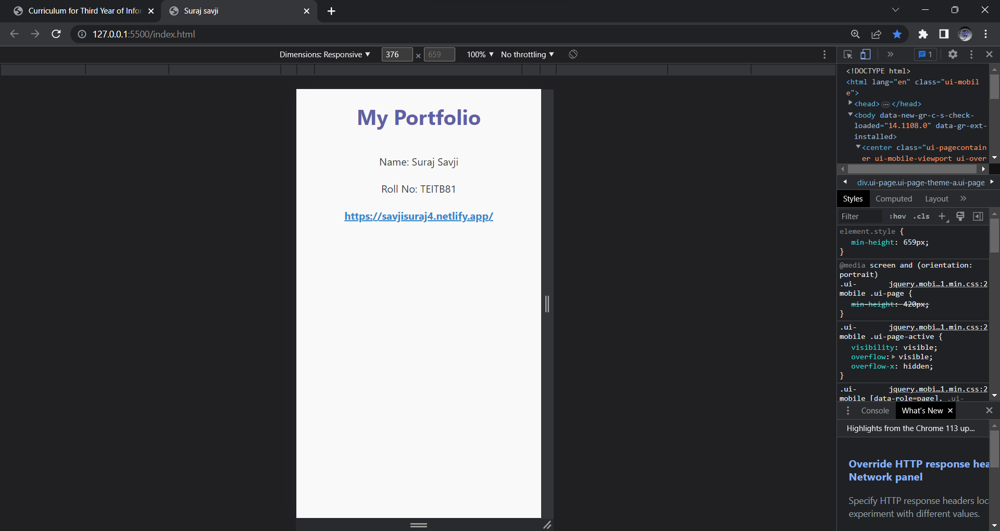 Curriculum for Third Year of Infor
Suraj savji
127.0.0.1:5500/index.html
Dimensions: Responsive ▼ 376 × 659 100% ▼ No throttling ▼
1
<!DOCTYPE html>
<html lang="en" class="ui-mobil
e">
<head> ⋯ </head>
<body data-new-gr-c-s-check-
loaded="14.1108.0" data-gr-ext-
installed>
<center class="ui-pagecontain
er ui-mobile-viewport ui-over
div.ui-page.ui-page-theme-a.ui-page
Styles Computed Layout »
Filter :hov .cls +
element.style {
min-height: 659px;
}
@media screen and (orientation:
portrait)
.ui- jquery.mobi…1.min.css:2
mobile .ui-page {
min-height: 420px;
}
.ui- jquery.mobi…1.min.css:2
mobile .ui-page-active {
visibility: visible;
overflow: visible;
overflow-x: hidden;
}
.ui- jquery.mobi…1.min.css:2
mobile [data-role=page], .ui-
Console What's New
Highlights from the Chrome 113 up...
Override HTTP response hea
Network panel
Specify HTTP response headers loc
experiment with different values.
My Portfolio
Name: Suraj Savji
Roll No: TEITB81
https://savjisuraj4.netlify.app/